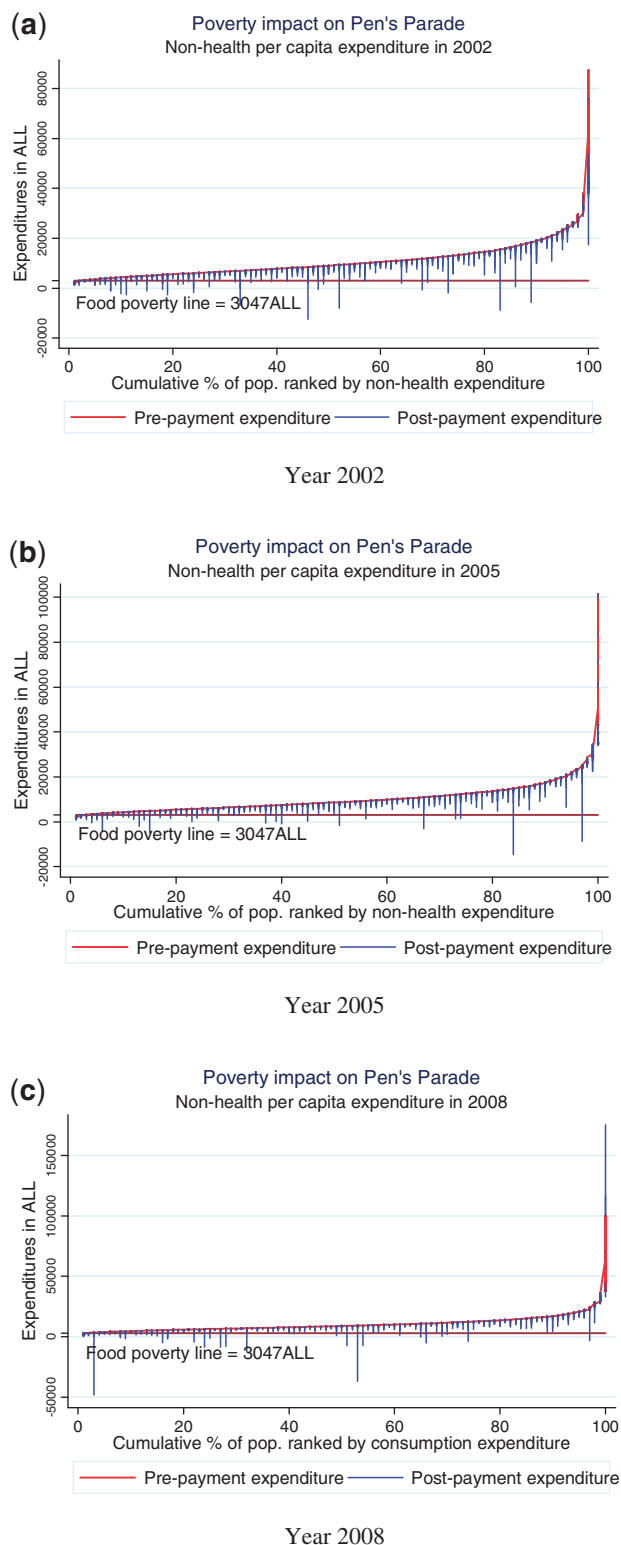 (a)
Poverty impact on Pen's Parade
Non-health per capita expenditure in 2002
Expenditures in ALL
80000
60000
40000
20000
0
-20000
Food poverty line = 3047ALL
0 20 40 60 80 100
Cumulative % of pop. ranked by non-health expenditure
Pre-payment expenditure Post-payment expenditure
Year 2002
(b)
Poverty impact on Pen's Parade
Non-health per capita expenditure in 2005
Expenditures in ALL
100000
80000
60000
40000
20000
0
-20000
Food poverty line = 3047ALL
0 20 40 60 80 100
Cumulative % of pop. ranked by non-health expenditure
Pre-payment expenditure Post-payment expenditure
Year 2005
(c)
Poverty impact on Pen's Parade
Non-health per capita expenditure in 2008
Expenditures in ALL
150000
100000
50000
0
-50000
Food poverty line = 3047ALL
0 20 40 60 80 100
Cumulative % of pop. ranked by consumption expenditure
Pre-payment expenditure Post-payment expenditure
Year 2008